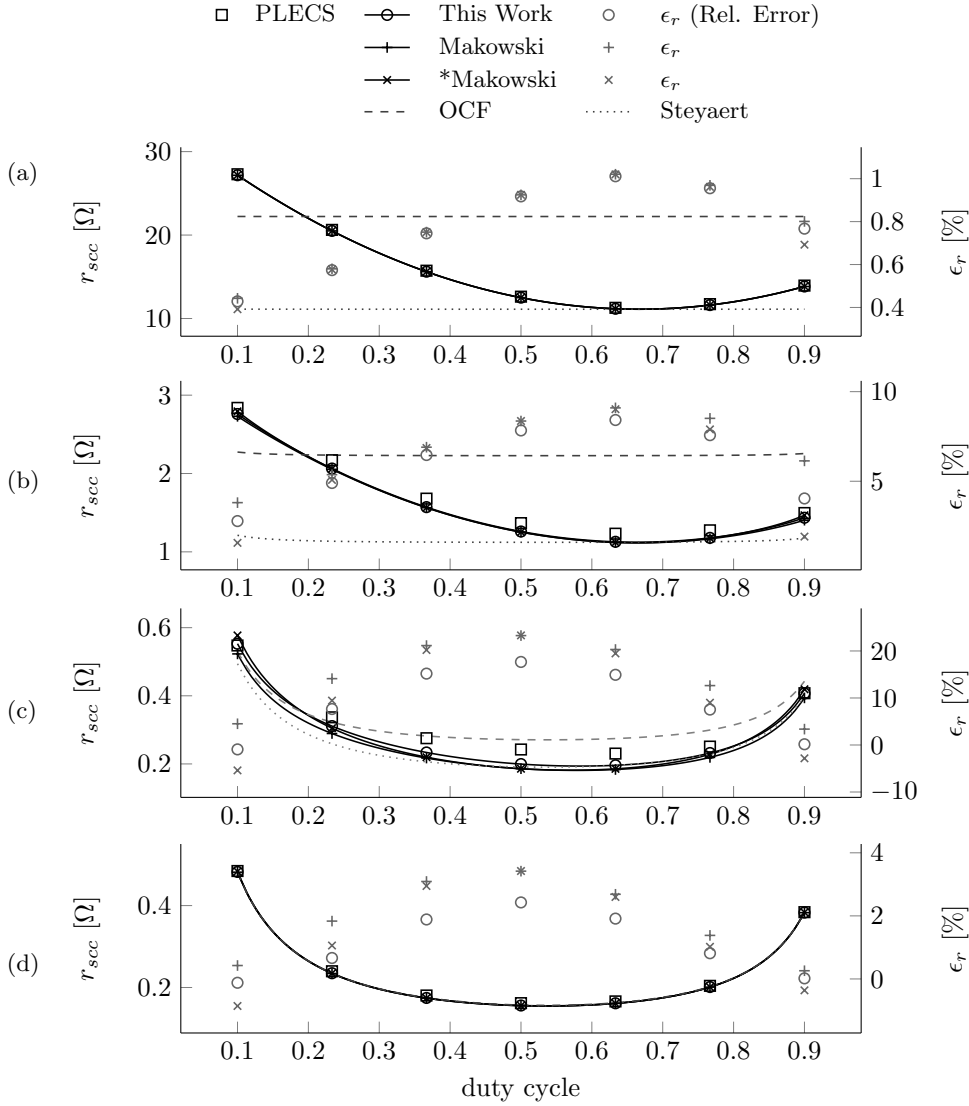 PLECS This Work ϵr (Rel. Error)
Makowski ϵr
*Makowski ϵr
OCF Steyaert
(a)
rscc [Ω]
30
20
10
1
0.8
0.6
0.4
ϵr [%]
0.1 0.2 0.3 0.4 0.5 0.6 0.7 0.8 0.9
(b)
rscc [Ω]
3
2
1
10
5
ϵr [%]
0.1 0.2 0.3 0.4 0.5 0.6 0.7 0.8 0.9
(c)
rscc [Ω]
0.6
0.4
0.2
20
10
0
−10
ϵr [%]
0.1 0.2 0.3 0.4 0.5 0.6 0.7 0.8 0.9
(d)
rscc [Ω]
0.4
0.2
4
2
0
ϵr [%]
0.1 0.2 0.3 0.4 0.5 0.6 0.7 0.8 0.9
duty cycle